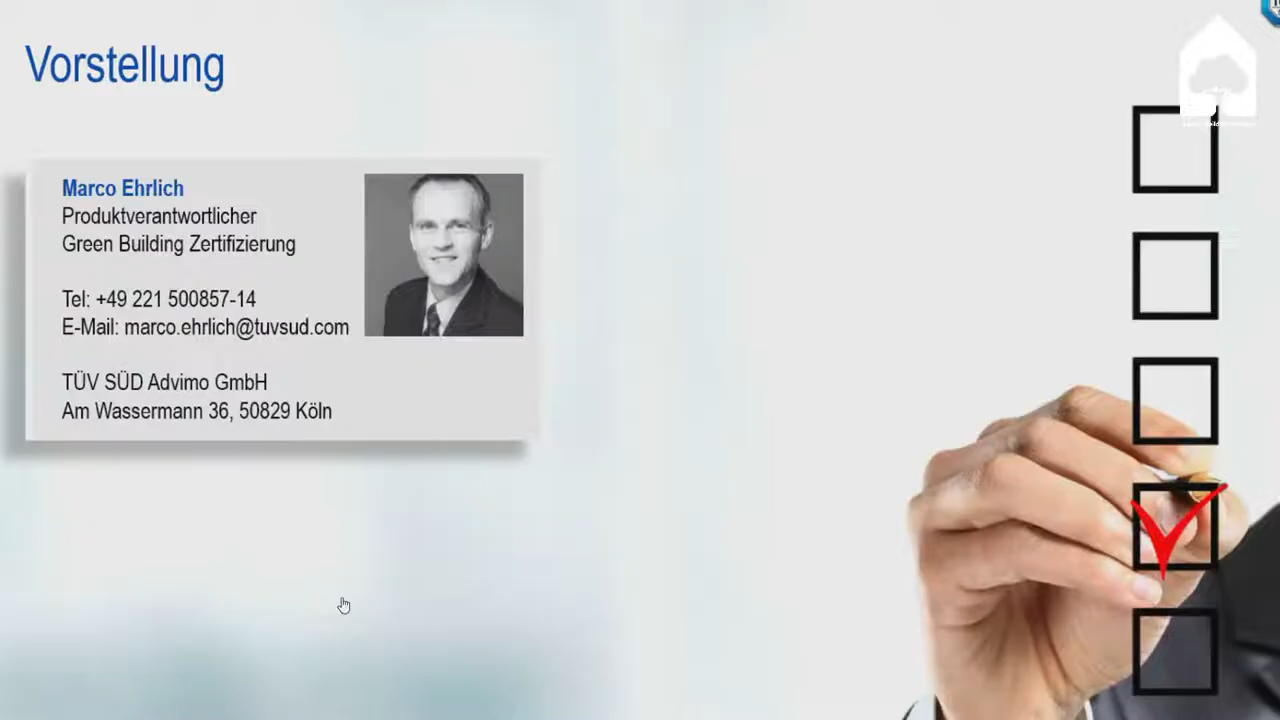 Vorstellung
Marco Ehrlich
Produktverantwortlicher
Green Building Zertifizierung
Tel: +49 221 500857-14
E-Mail: marco.ehrlich@tuvsud.com
TÜV SÜD Advimo GmbH
Am Wassermann 36, 50829 Köln